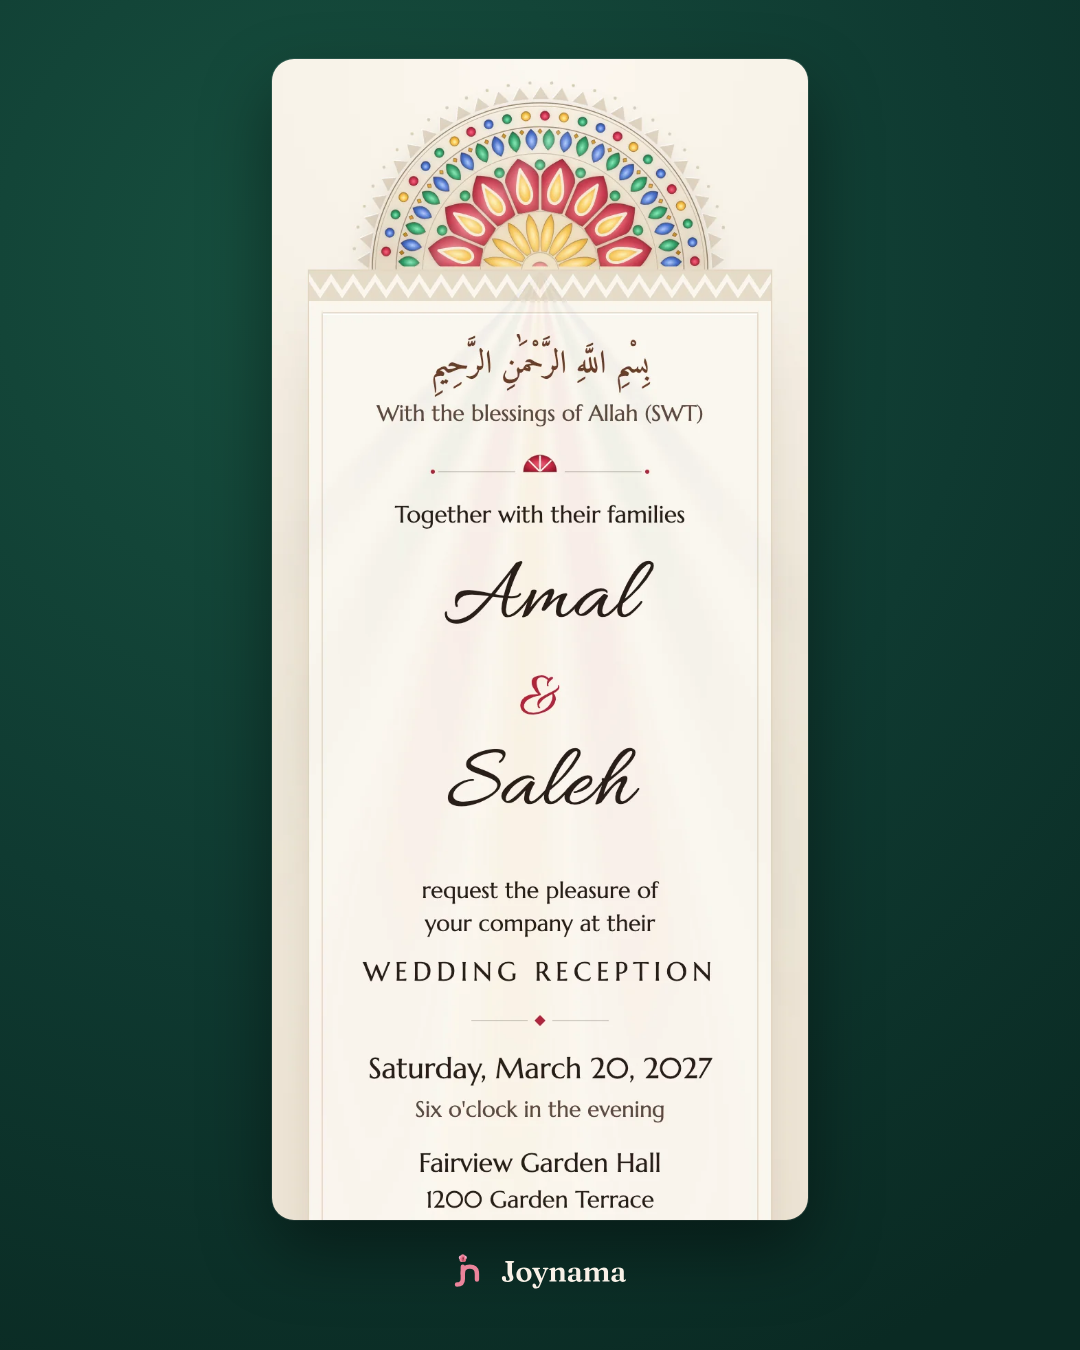 بِسْمِ اللَّهِ الرَّحْمَٰنِ الرَّحِيمِ
With the blessings of Allah (SWT)
Together with their families
Amal
&
Saleh
request the pleasure of
your company at their
WEDDING RECEPTION
Saturday, March 20, 2027
Six o'clock in the evening
Fairview Garden Hall
1200 Garden Terrace
Joynama